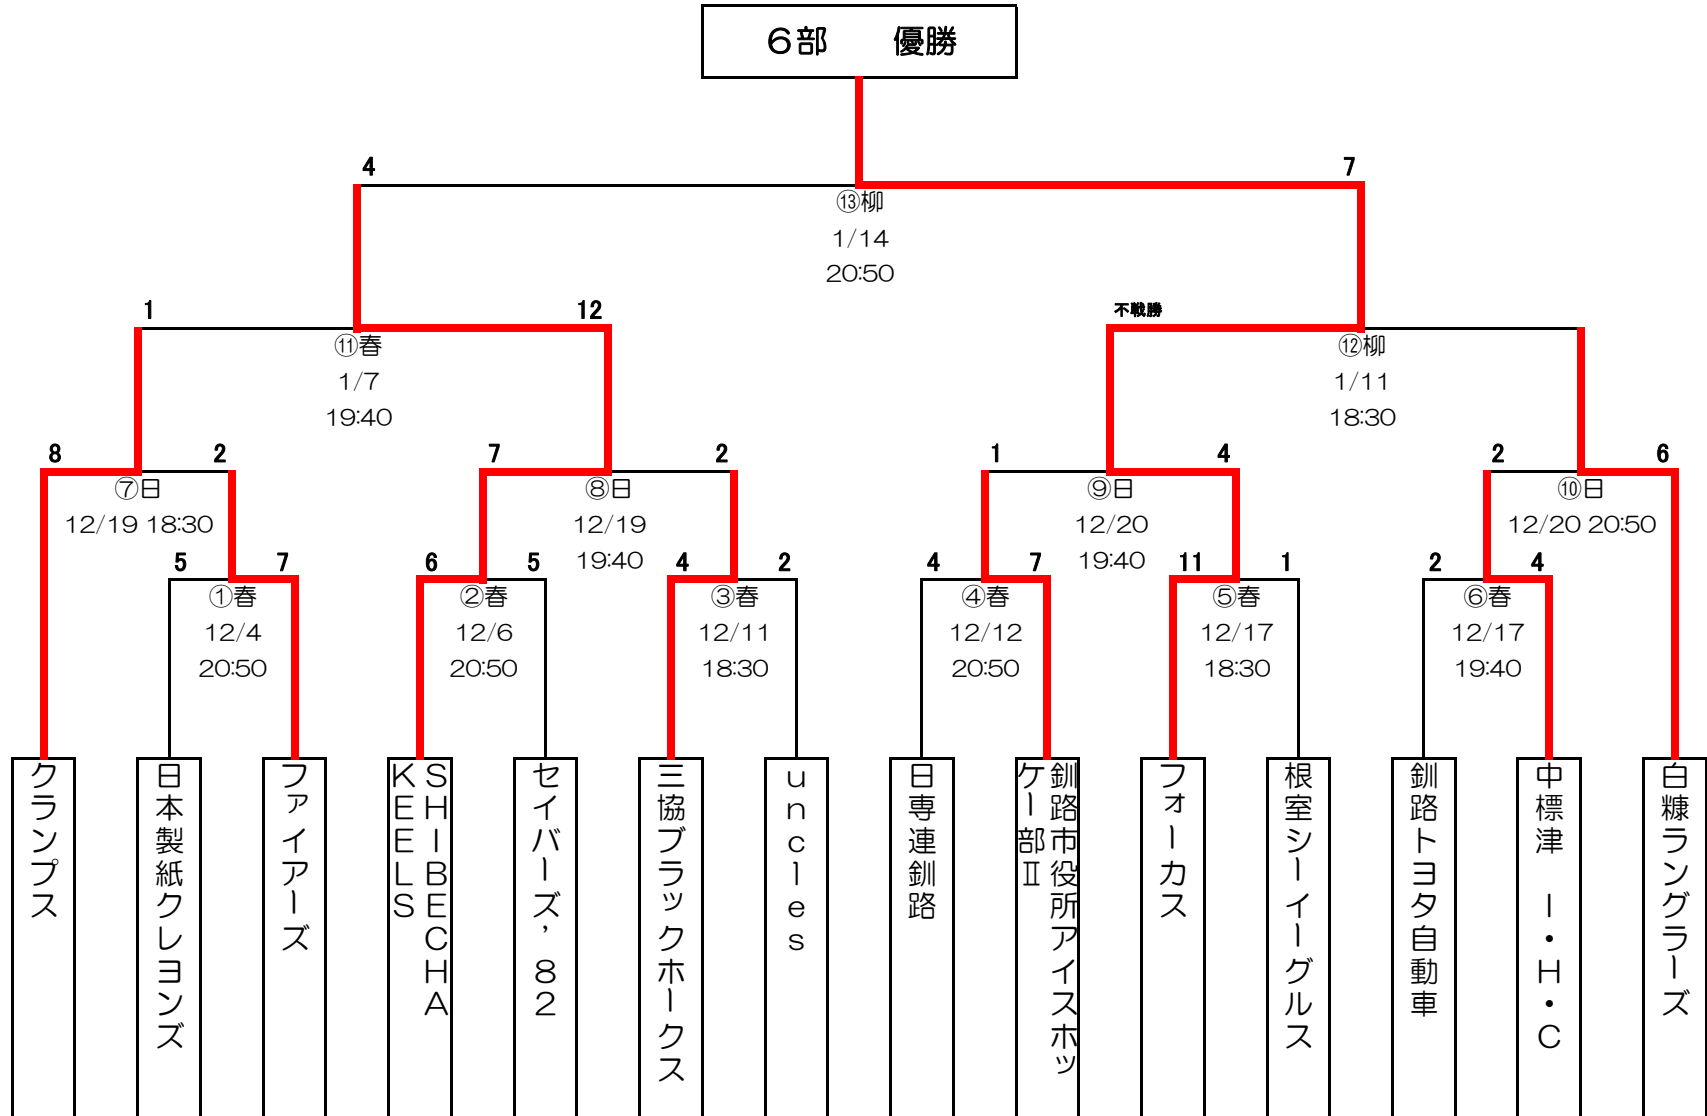 6部　　優勝
4 7
⑬柳
1/14
20:50
1 12 不戦勝
⑪春
1/7
19:40
⑫柳
1/11
18:30
8 2 7 2 1 4 2 6
⑦日
12/19 18:30
⑧日
12/19
19:40
⑨日
12/20
19:40
⑩日
12/20 20:50
5 7 6 5 4 2 4 7 11 1 2 4
①春
12/4
20:50
②春
12/6
20:50
③春
12/11
18:30
④春
12/12
20:50
⑤春
12/17
18:30
⑥春
12/17
19:40
クランプス
日本製紙クレヨンズ
ファイアーズ
SHIBECHA
KEELS
セイバーズ’82
三協ブラックホークス
uncles
日専連釧路
釧路市役所アイスホッ
ケー部Ⅱ
フォーカス
根室シーイーグルス
釧路トヨタ自動車
中標津　I・H・C
白糠ラングラーズ